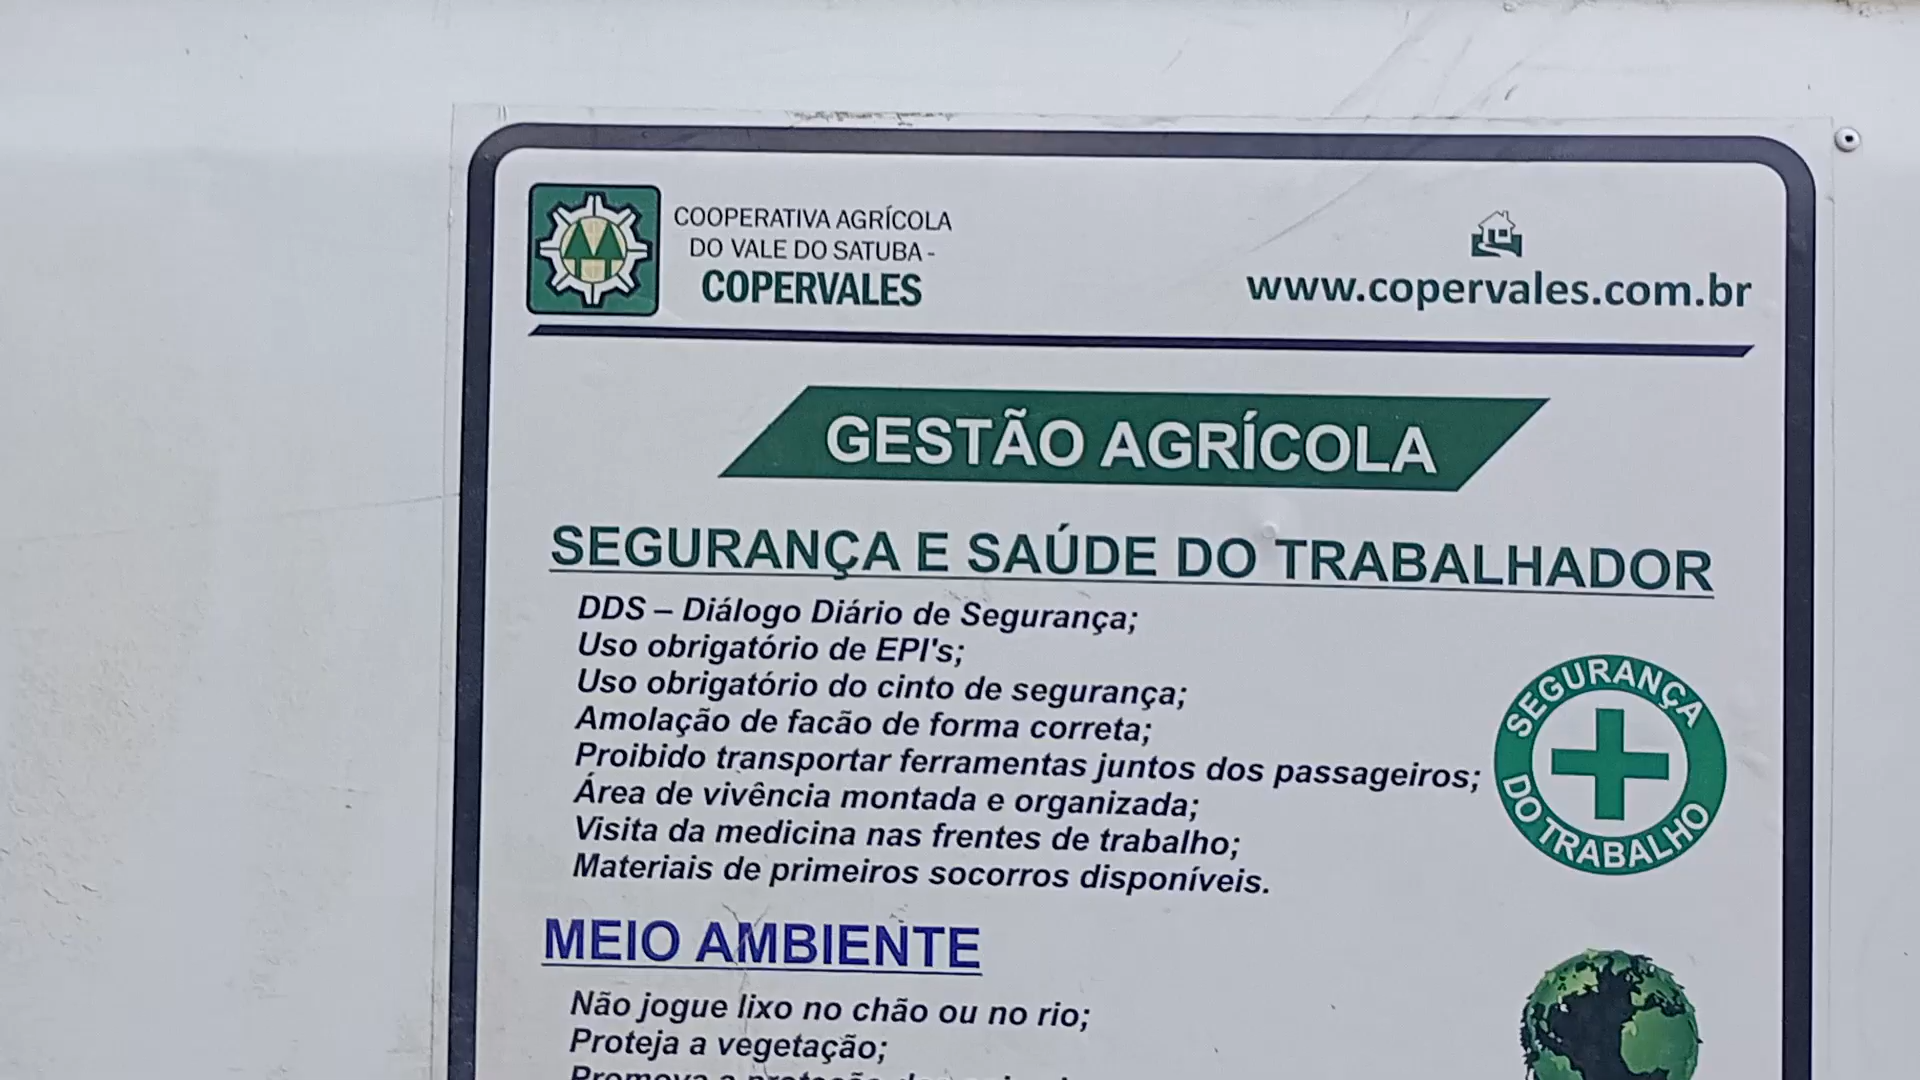 COOPERATIVA AGRÍCOLA
DO VALE DO SATUBA -
COPERVALES
www.copervales.com.br
GESTÃO AGRÍCOLA
SEGURANÇA E SAÚDE DO TRABALHADOR
DDS – Diálogo Diário de Segurança;
Uso obrigatório de EPI's;
Uso obrigatório do cinto de segurança;
Amolação de facão de forma correta;
Proibido transportar ferramentas juntos dos passageiros;
Área de vivência montada e organizada;
Visita da medicina nas frentes de trabalho;
Materiais de primeiros socorros disponíveis.
SEGURANÇA
DO TRABALHO
MEIO AMBIENTE
Não jogue lixo no chão ou no rio;
Proteja a vegetação;